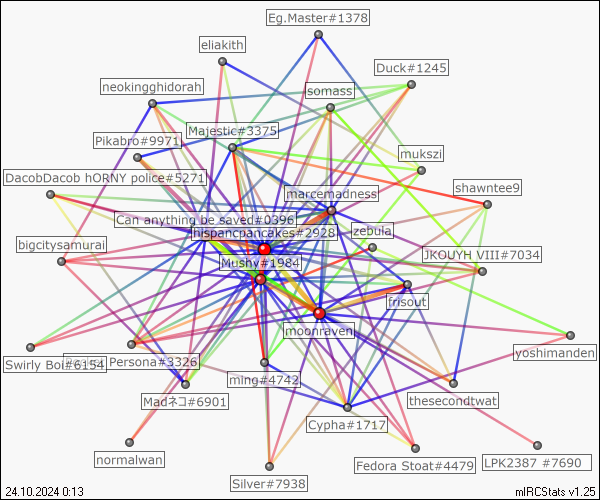 Eg.Master#1378
eliakith
Duck#1245
neokingghidorah
somass
Majestic#3375
Pikabro#9971
mukszi
DacobDacob hORNY police#5271
shawntee9
marcemadness
Can anything be saved#0396
hispancpancakes#2928
zebula
bigcitysamurai
JKOUYH VIII#7034
Mushy#1984
frisout
moonraven
yoshimanden
Swirly Boi#6154
Persona#3326
ming#4742
thesecondtwat
Madネコ#6901
Cypha#1717
normalwan
Fedora Stoat#4479
LPK2387 #7690
Silver#7938
24.10.2024 0:13
mIRCStats v1.25